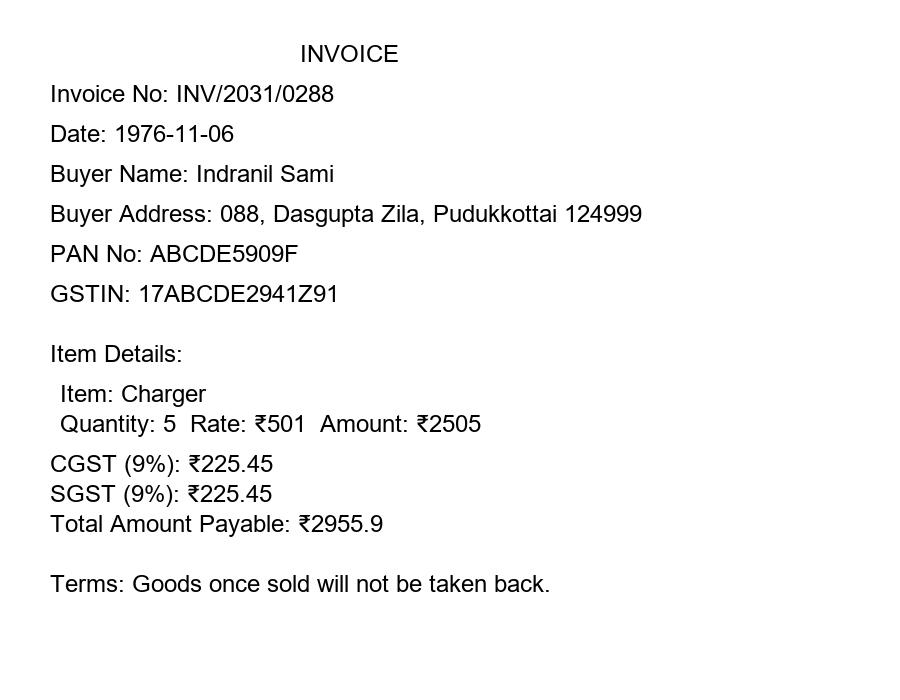 INVOICE
Invoice No: INV/2031/0288
Date: 1976-11-06
Buyer Name: Indranil Sami
Buyer Address: 088, Dasgupta Zila, Pudukkottai 124999
PAN No: ABCDE5909F
GSTIN: 17ABCDE2941Z91
Item Details:
Item: Charger
Quantity: 5  Rate: ₹501  Amount: ₹2505
CGST (9%): ₹225.45
SGST (9%): ₹225.45
Total Amount Payable: ₹2955.9
Terms: Goods once sold will not be taken back.